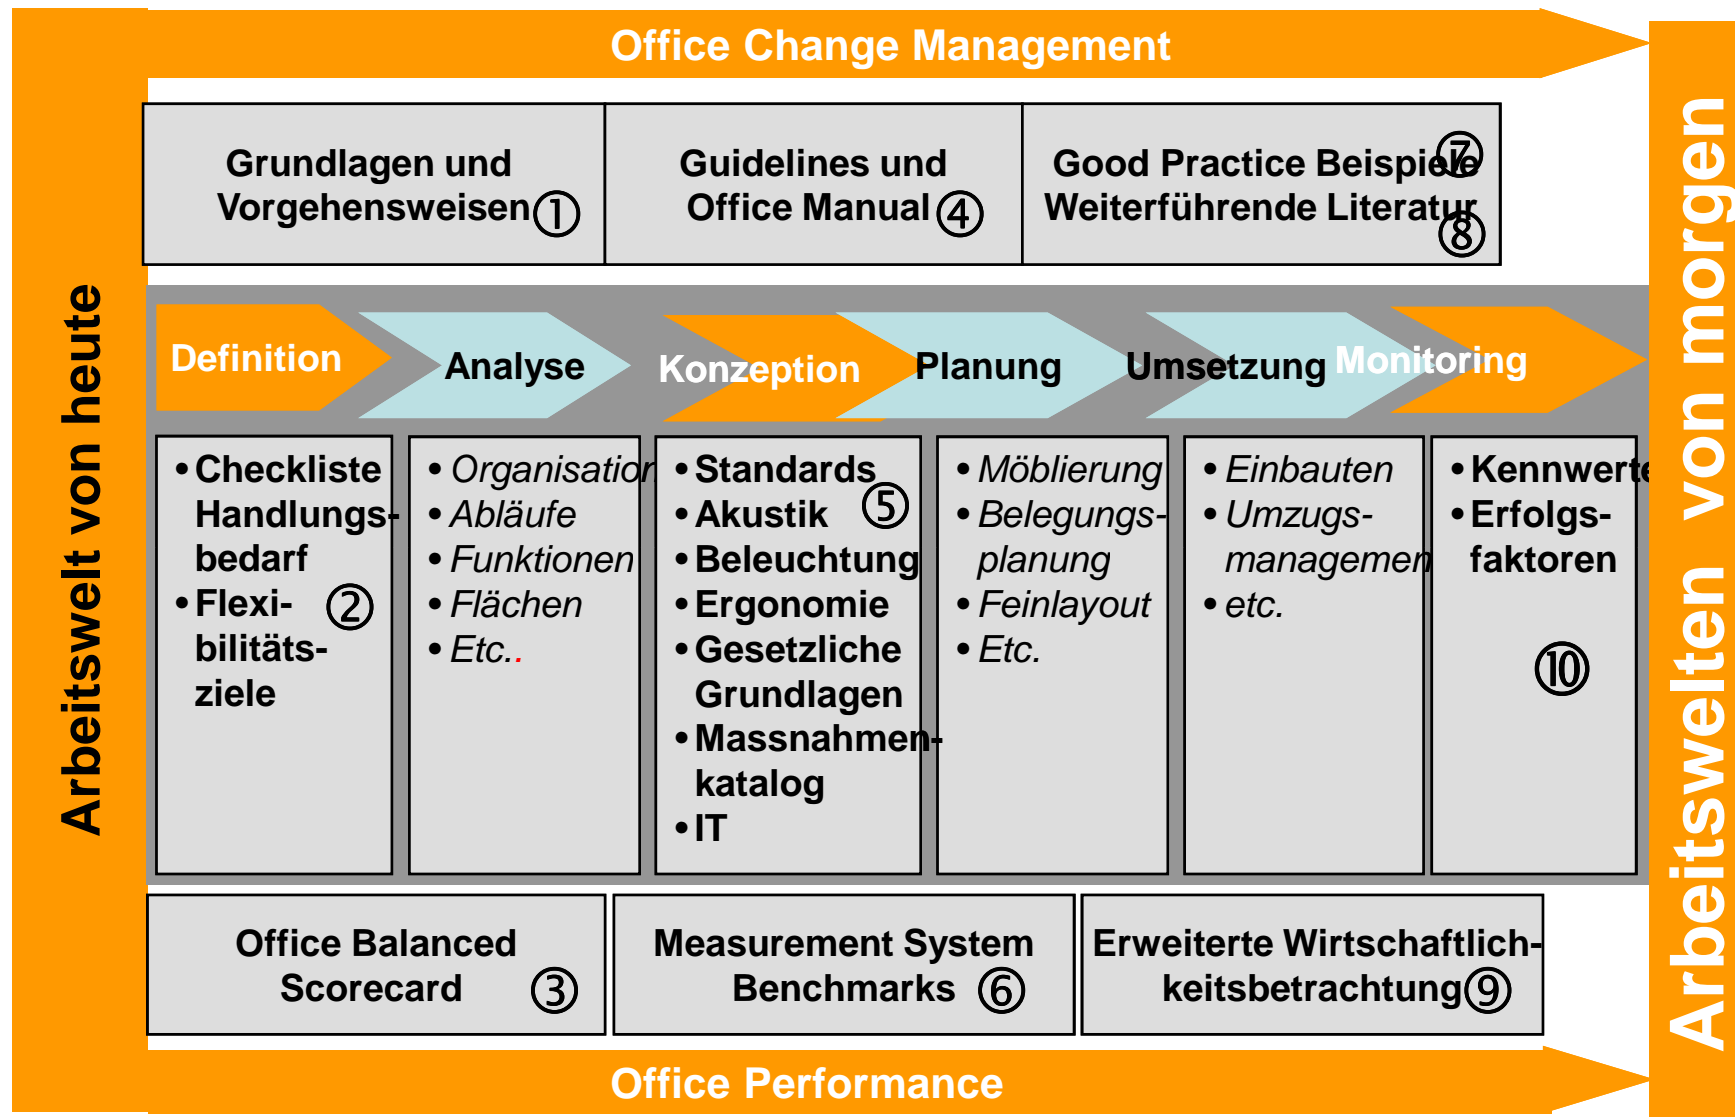 Office Change Management
Arbeitswelt von heute
Grundlagen und
Vorgehensweisen ①
Guidelines und
Office Manual ④
Good Practice Beispiele ⑦
Weiterführende Literatur ⑧
Definition
Analyse
Konzeption
Planung
Umsetzung
Monitoring
• Checkliste
Handlungs-
bedarf
• Flexi- ②
bilitäts-
ziele
• Organisation
• Abläufe
• Funktionen
• Flächen
• Etc..
• Standards
⑤
• Akustik
• Beleuchtung
• Ergonomie
• Gesetzliche
Grundlagen
• Massnahmen-
katalog
• IT
• Möblierung
• Belegungs-
planung
• Feinlayout
• Etc.
• Einbauten
• Umzugs-
managemen
• etc.
• Kennwerte
• Erfolgs-
faktoren
⑩
Office Balanced
Scorecard ③
Measurement System
Benchmarks ⑥
Erweiterte Wirtschaftlich-
keitsbetrachtung ⑨
Office Performance
Arbeitswelten von morgen